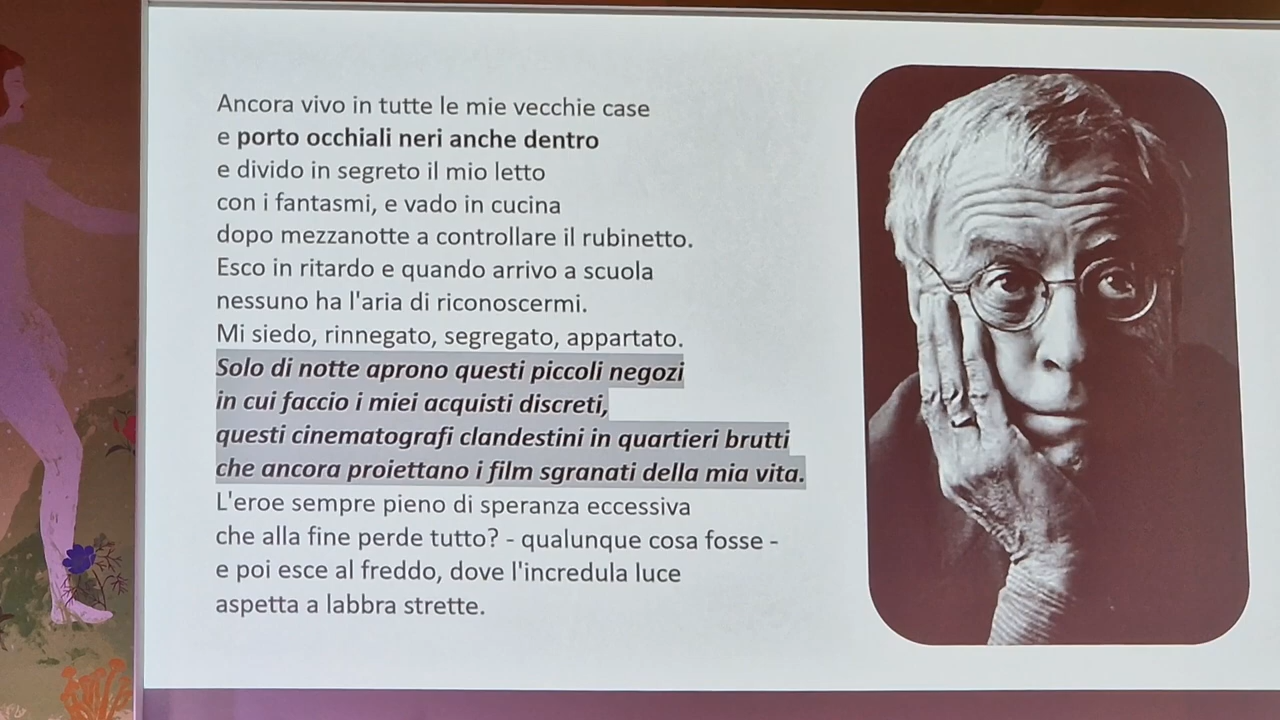 Ancora vivo in tutte le mie vecchie case
e porto occhiali neri anche dentro
e divido in segreto il mio letto
con i fantasmi, e vado in cucina
dopo mezzanotte a controllare il rubinetto.
Esco in ritardo e quando arrivo a scuola
nessuno ha l'aria di riconoscermi.
Mi siedo, rinnegato, segregato, appartato.
Solo di notte aprono questi piccoli negozi
in cui faccio i miei acquisti discreti,
questi cinematografi clandestini in quartieri brutti
che ancora proiettano i film sgranati della mia vita.
L'eroe sempre pieno di speranza eccessiva
che alla fine perde tutto? - qualunque cosa fosse -
e poi esce al freddo, dove l'incredula luce
aspetta a labbra strette.